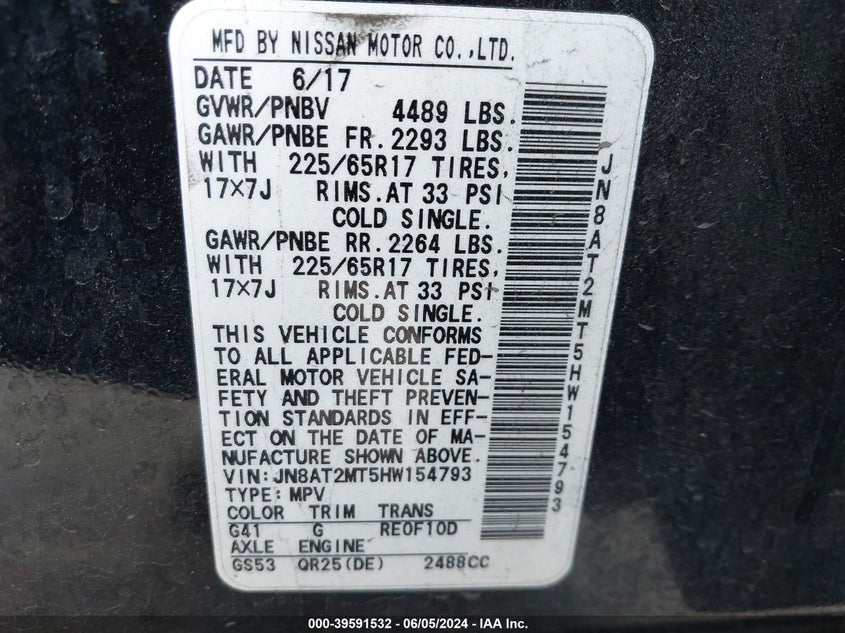 MFD BY NISSAN MOTOR CO.,LTD.
DATE 6/17
GVWR/PNBV 4489 LBS.
GAWR/PNBE FR. 2293 LBS.
WITH 225/65R17 TIRES,
17×7J RIMS.AT 33 PSI
COLD SINGLE.
GAWR/PNBE RR. 2264 LBS.
WITH 225/65R17 TIRES,
17×7J RIMS.AT 33 PSI
COLD SINGLE.
THIS VEHICLE CONFORMS
TO ALL APPLICABLE FED-
ERAL MOTOR VEHICLE SA-
FETY AND THEFT PREVEN-
TION STANDARDS IN EFF-
ECT ON THE DATE OF MA-
NUFACTURE SHOWN ABOVE.
VIN:JN8AT2MT5HW154793
TYPE:MPV
COLOR TRIM TRANS
G41 G RE0F10D
AXLE ENGINE
GS53 QR25(DE) 2488CC
JN8AT2MT5HW154793
000-39591532 - 06/05/2024 - IAA Inc.